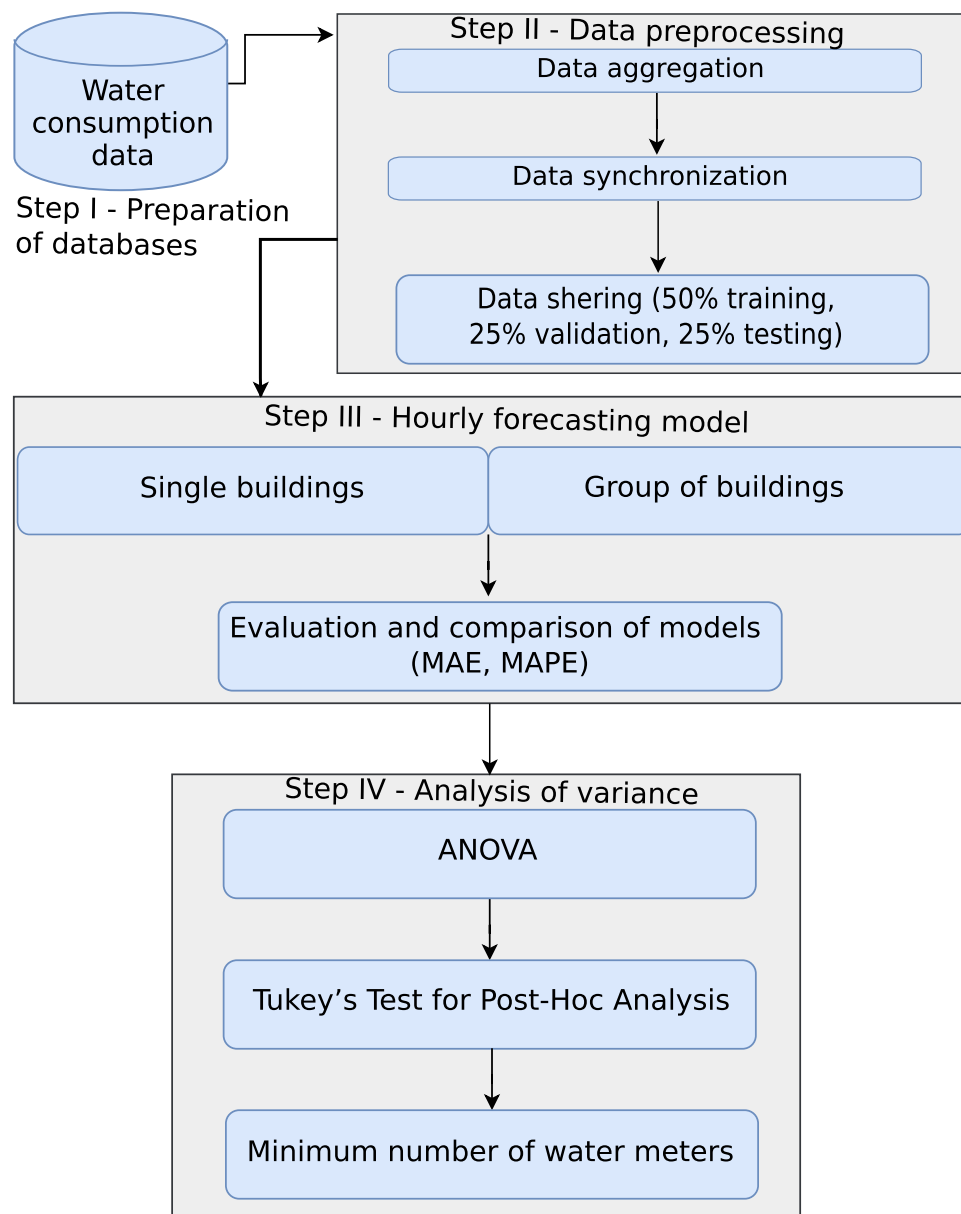 Water
consumption
data
Step I - Preparation
of databases
Step II - Data preprocessing
Data aggregation
Data synchronization
Data shering (50% training,
25% validation, 25% testing)
Step III - Hourly forecasting model
Single buildings
Group of buildings
Evaluation and comparison of models
(MAE, MAPE)
Step IV - Analysis of variance
ANOVA
Tukey’s Test for Post-Hoc Analysis
Minimum number of water meters